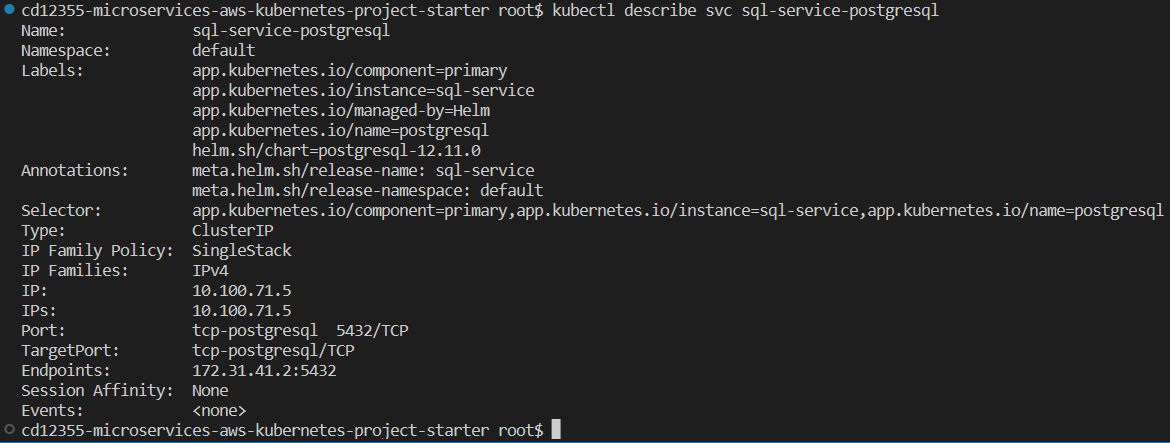 cd12355-microservices-aws-kubernetes-project-starter root$ kubectl describe svc sql-service-postgresql
Name:              sql-service-postgresql
Namespace:         default
Labels:            app.kubernetes.io/component=primary
                   app.kubernetes.io/instance=sql-service
                   app.kubernetes.io/managed-by=Helm
                   app.kubernetes.io/name=postgresql
                   helm.sh/chart=postgresql-12.11.0
Annotations:       meta.helm.sh/release-name: sql-service
                   meta.helm.sh/release-namespace: default
Selector:          app.kubernetes.io/component=primary,app.kubernetes.io/instance=sql-service,app.kubernetes.io/name=postgresql
Type:              ClusterIP
IP Family Policy:  SingleStack
IP Families:       IPv4
IP:                10.100.71.5
IPs:               10.100.71.5
Port:              tcp-postgresql  5432/TCP
TargetPort:        tcp-postgresql/TCP
Endpoints:         172.31.41.2:5432
Session Affinity:  None
Events:            <none>
cd12355-microservices-aws-kubernetes-project-starter root$